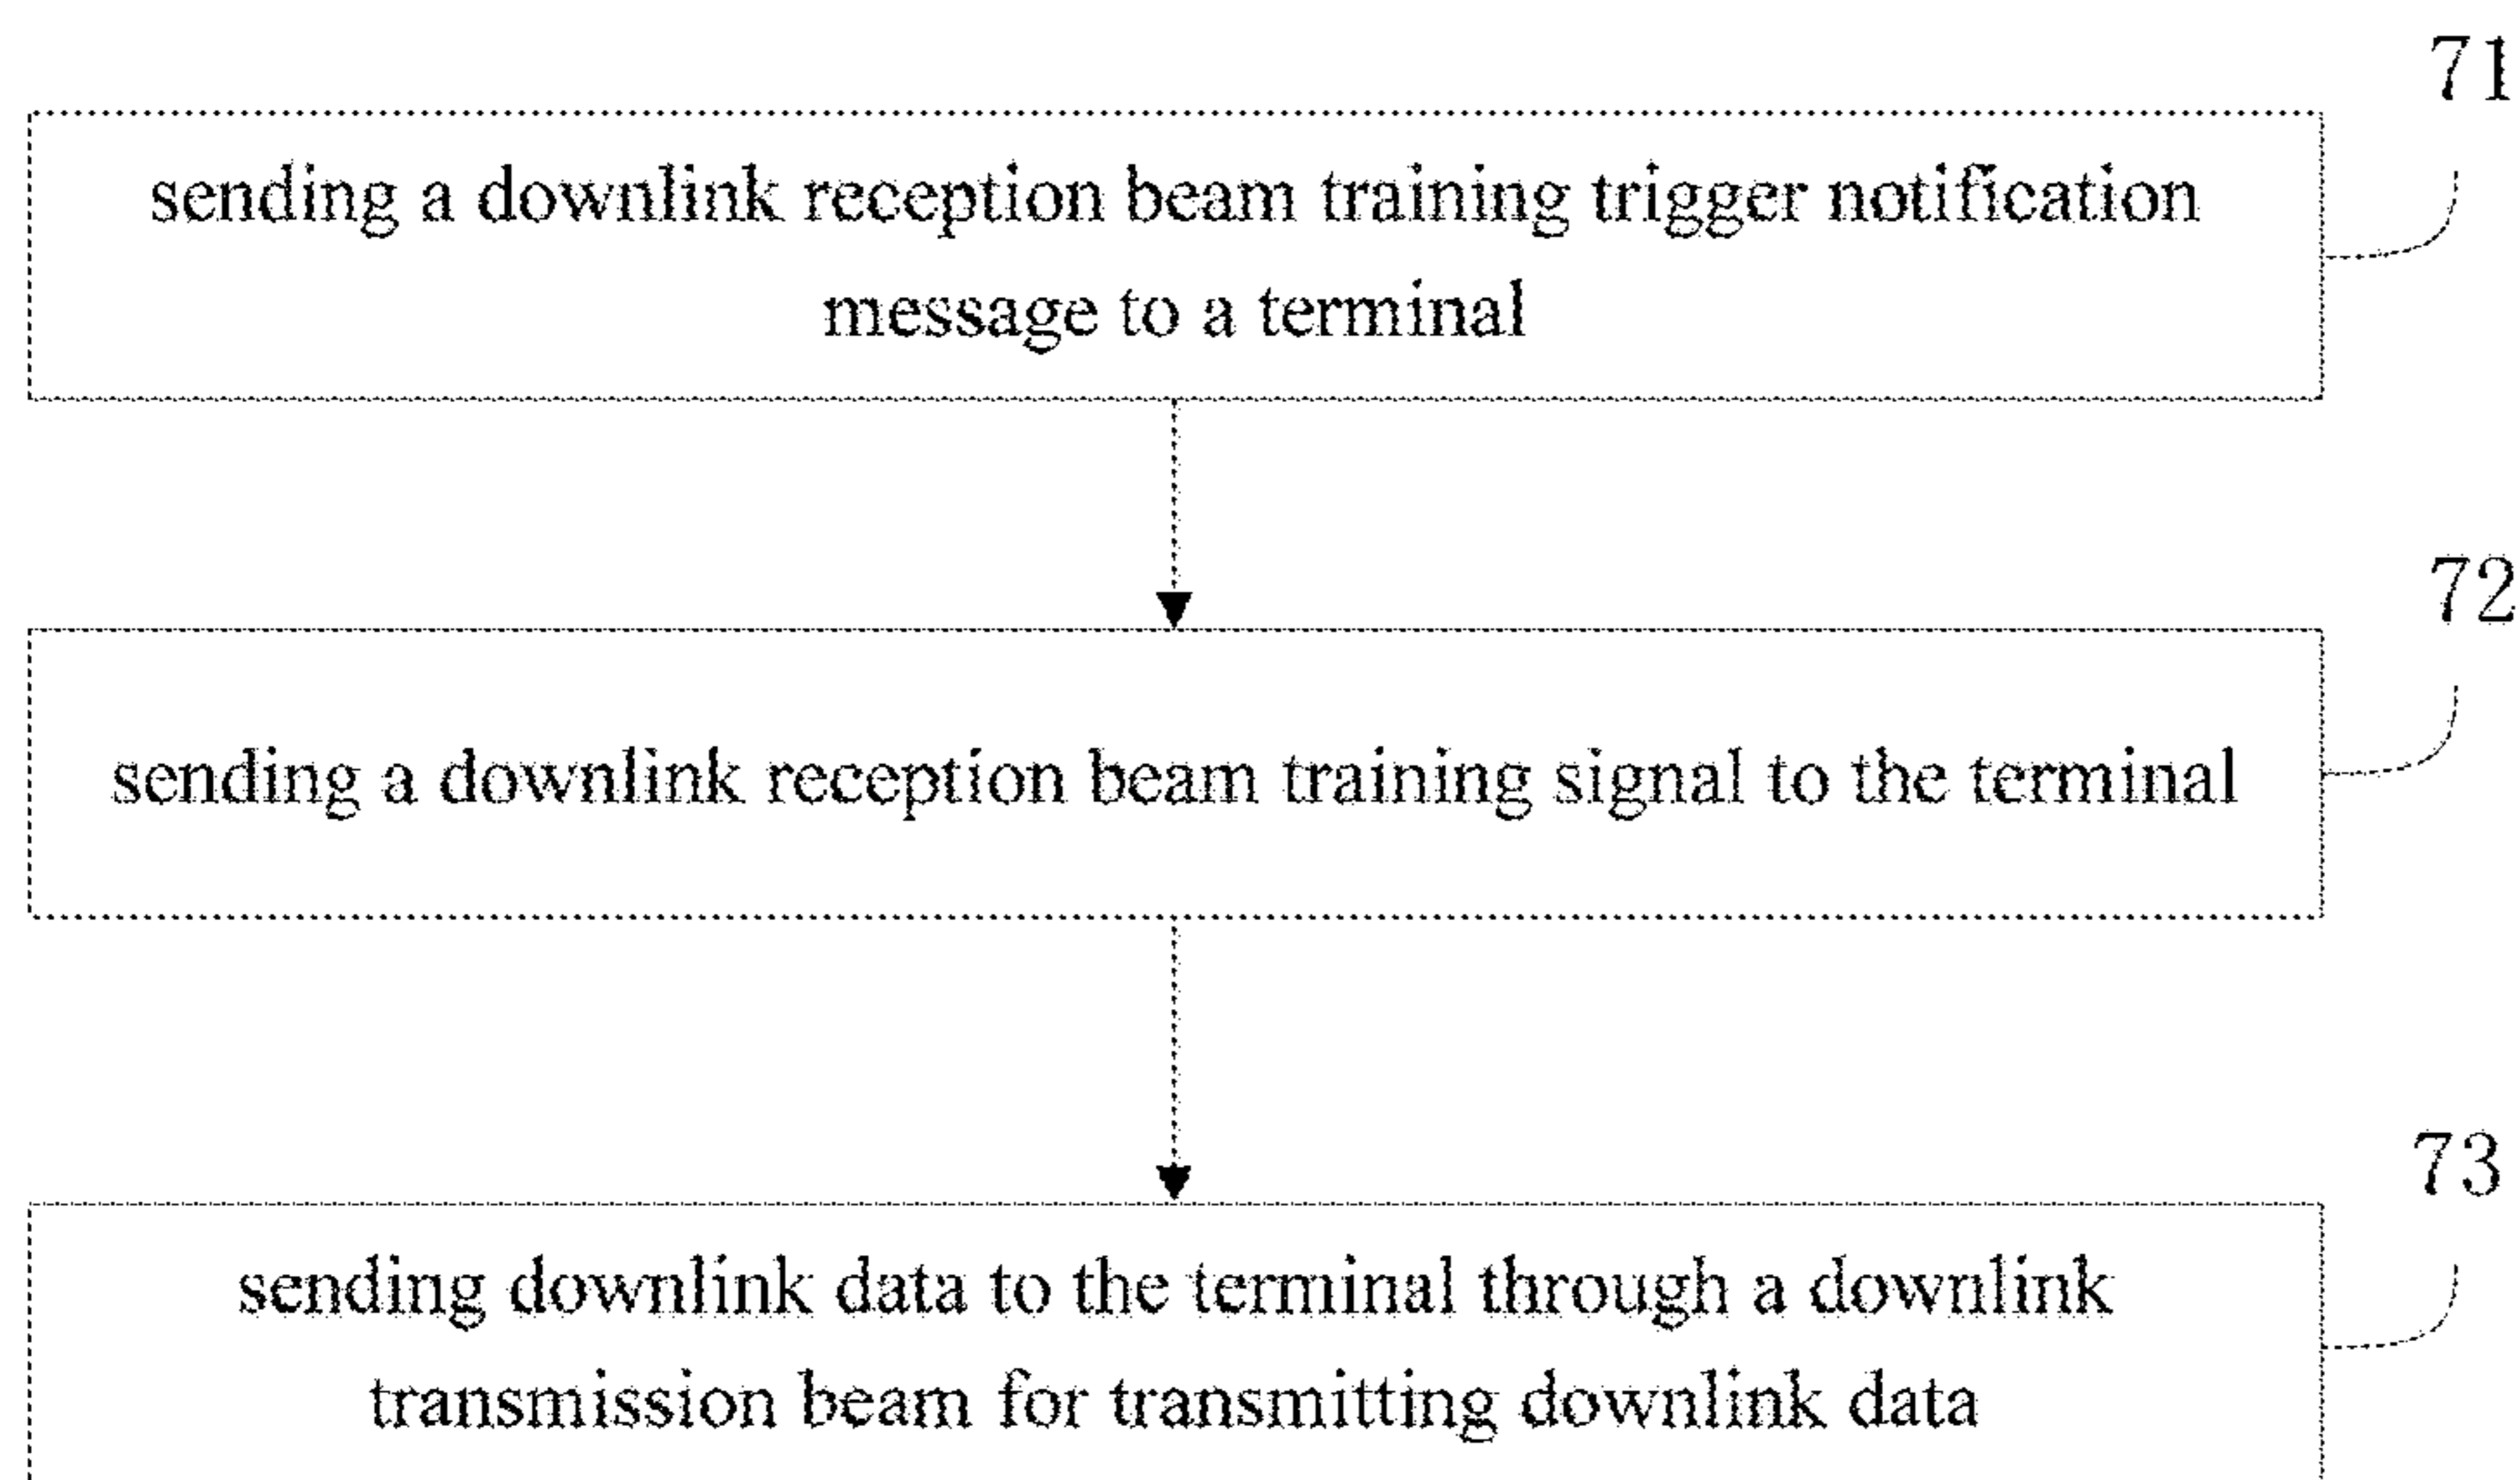 71
sending a downlink reception beam training trigger notification
message to a terminal
72
sending a downlink reception beam training signal to the terminal
73
sending downlink data to the terminal through a downlink
transmission beam for transmitting downlink data